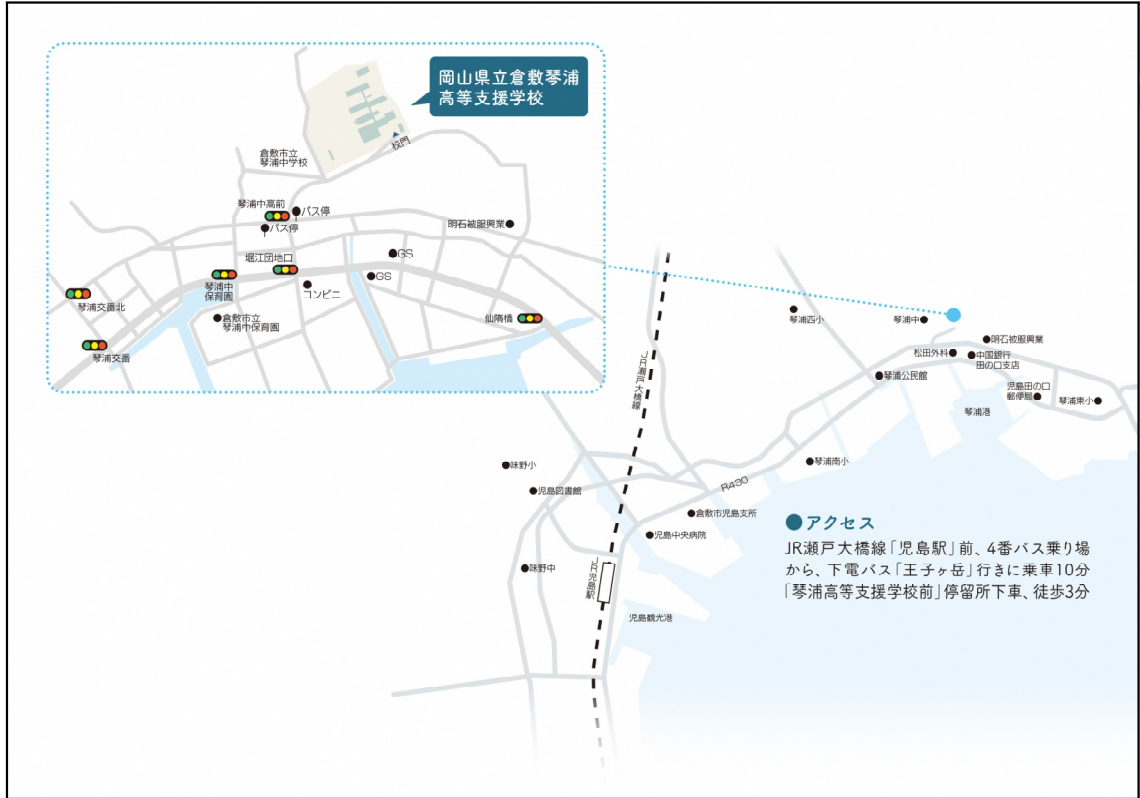 岡山県立倉敷琴浦
高等支援学校
校門
倉敷市立
琴浦中学校
琴浦中高前
バス停
バス停
明石被服興業
堀江団地口
GS
GS
琴浦中
保育園
コンビニ
琴浦交番北
倉敷市立
琴浦中保育園
仙隋橋
琴浦交番
琴浦西小
琴浦中
明石被服興業
松田外科
中国銀行
田の口支店
琴浦公民館
児島田の口
郵便局
琴浦東小
琴浦港
JR瀬戸大橋線
味野小
琴浦南小
児島図書館
R430
倉敷市児島支所
児島中央病院
味野中
JR児島駅
児島観光港
アクセス
JR瀬戸大橋線「児島駅」前、4番バス乗り場
から、下電バス「王子ヶ岳」行きに乗車10分
「琴浦高等支援学校前」停留所下車、徒歩3分